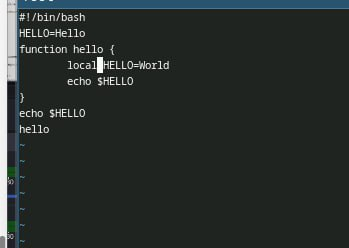 #!/bin/bash
HELLO=Hello
function hello {
        local HELLO=World
        echo $HELLO
}
echo $HELLO
hello
~
~
~
~
~
~
~